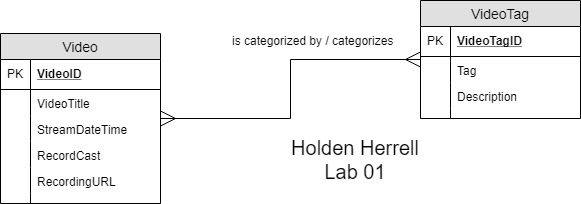 VideoTag
PK VideoTagID
Tag
Description
is categorized by / categorizes
Video
PK VideoID
VideoTitle
StreamDateTime
RecordCast
RecordingURL
Holden Herrell
Lab 01